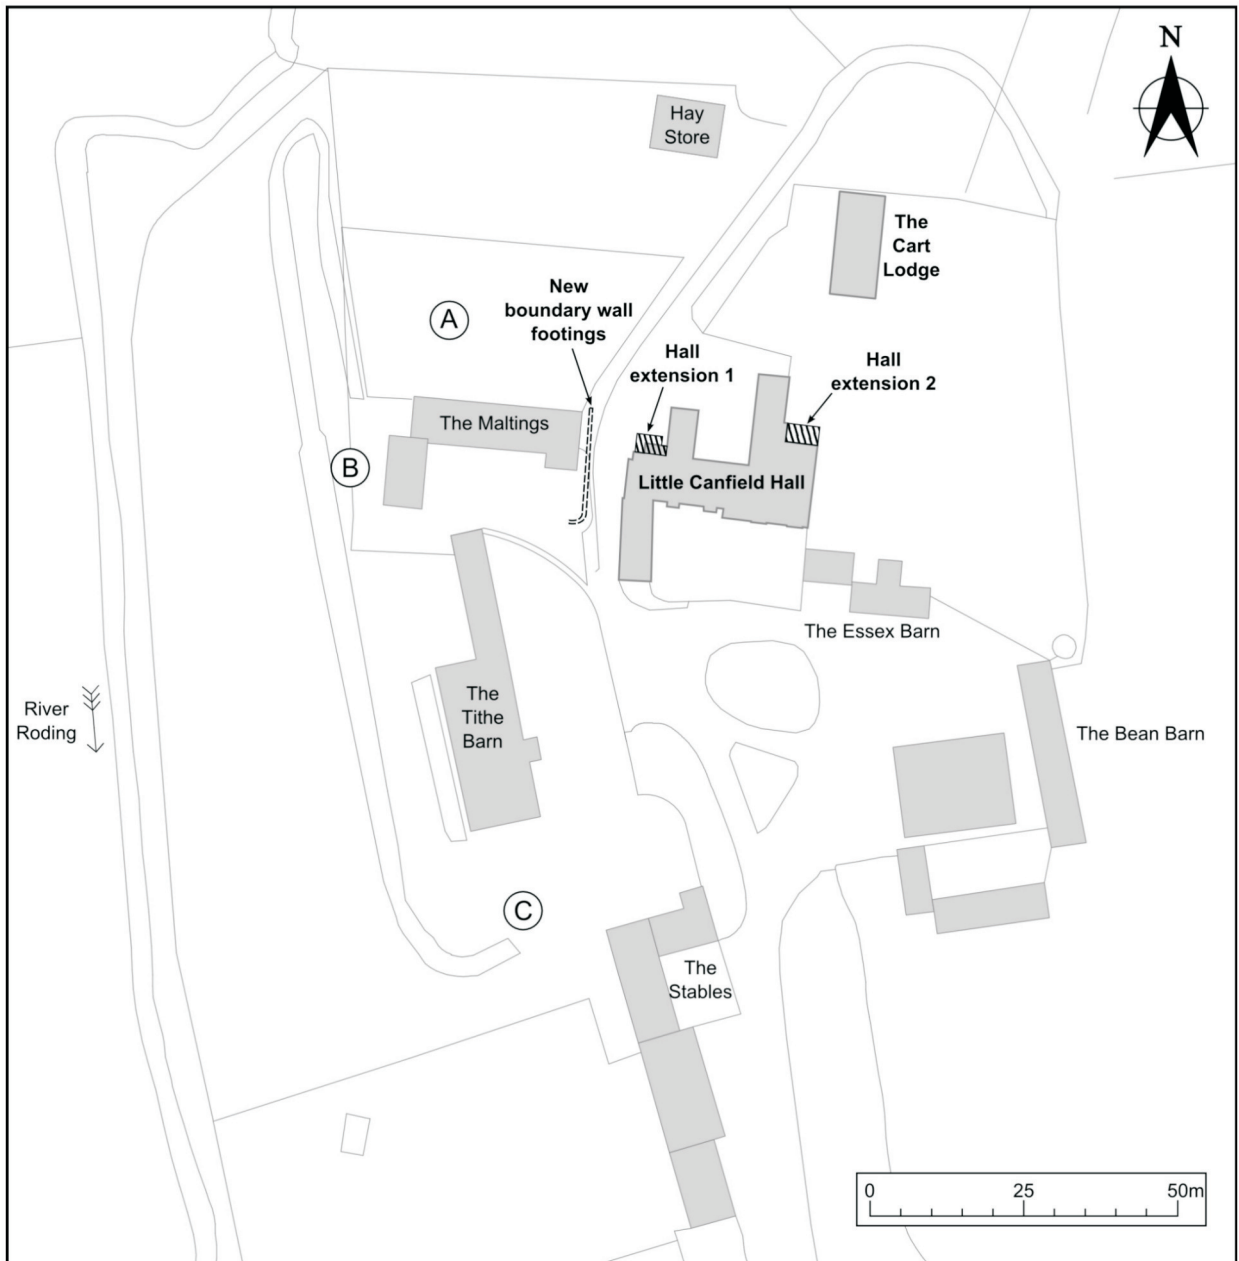 N
Hay
Store
The
Cart
Lodge
New
boundary wall
footings
A
Hall
extension 1
Hall
extension 2
The Maltings
B
Little Canfield Hall
The Essex Barn
The
Tithe
Barn
River
Roding
The Bean Barn
C
The
Stables
0 25 50m